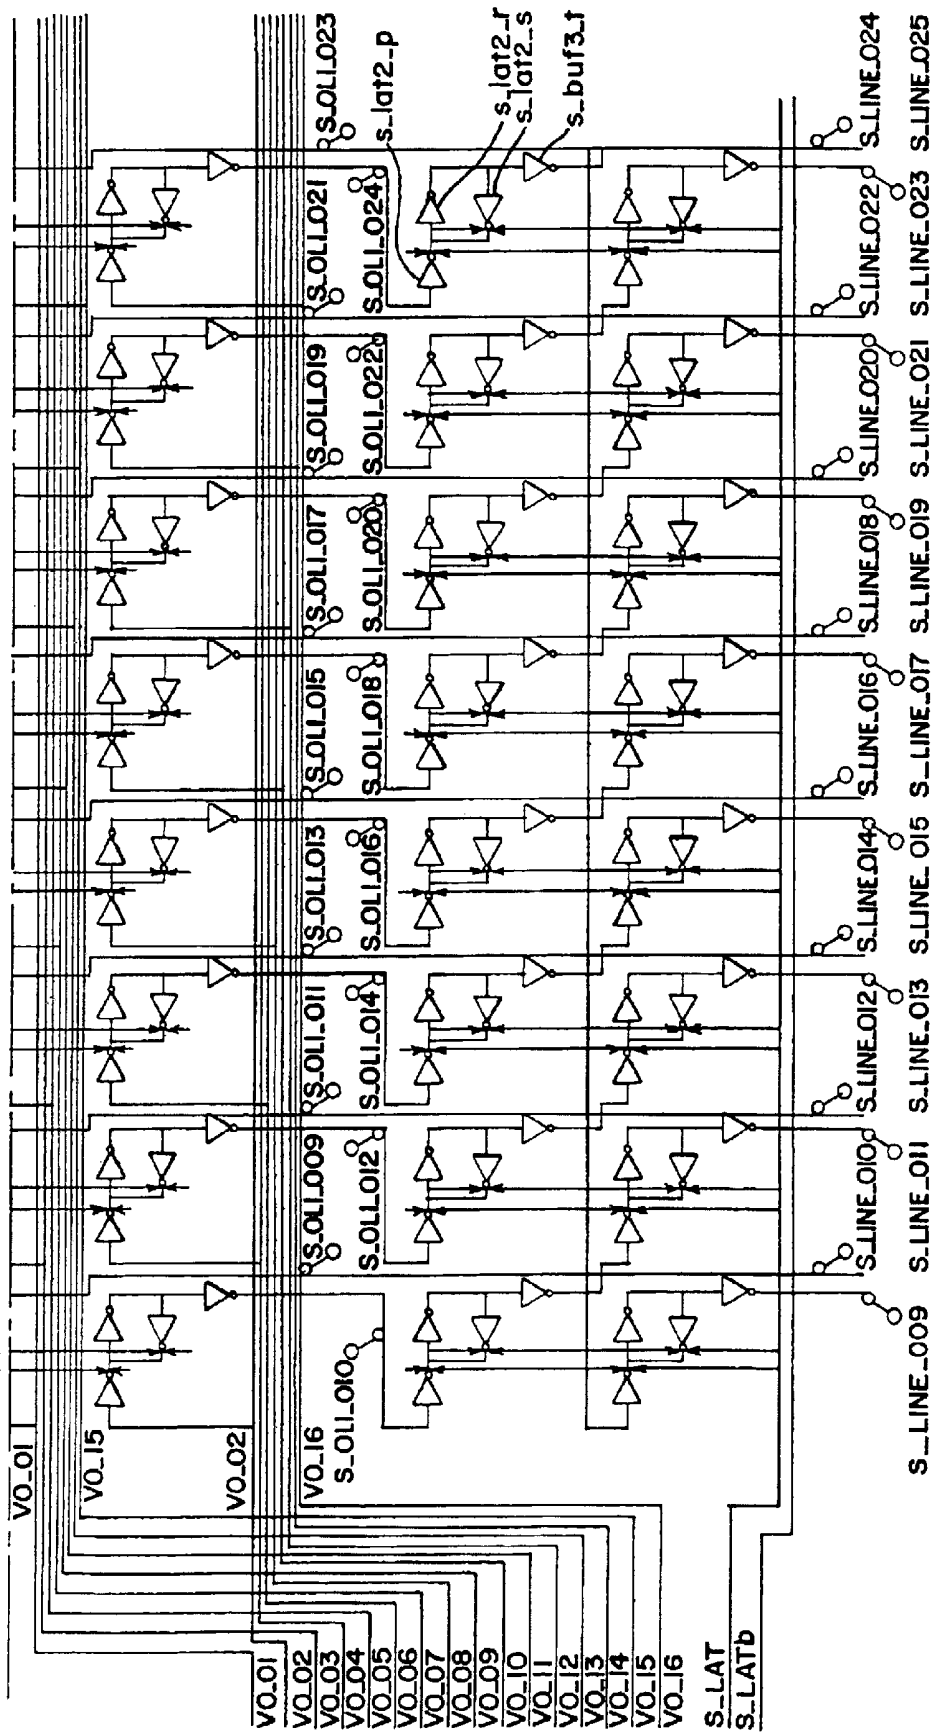 VO_01
VO_15
VO_02
VO_16
VO_01
VO_02
VO_03
VO_04
VO_05
VO_06
VO_07
VO_08
VO_09
VO_10
VO_11
VO_12
VO_13
VO_14
VO_15
VO_16
S_LAT
S_LATb
S_OLI_009
S_OLI_011
S_OLI_013
S_OLI_015
S_OLI_017
S_OLI_019
S_OLI_021
S_OLI_023
S_OLI_010
S_OLI_012
S_OLI_014
S_OLI_016
S_OLI_018
S_OLI_020
S_OLI_022
S_OLI_024
s_lat2_p
s_lat2_r
s_lat2_s
s_buf3_t
S_LINE_010
S_LINE_012
S_LINE_014
S_LINE_016
S_LINE_018
S_LINE_020
S_LINE_022
S_LINE_024
S_LINE_009
S_LINE_011
S_LINE_013
S_LINE_015
S_LINE_017
S_LINE_019
S_LINE_021
S_LINE_023
S_LINE_025